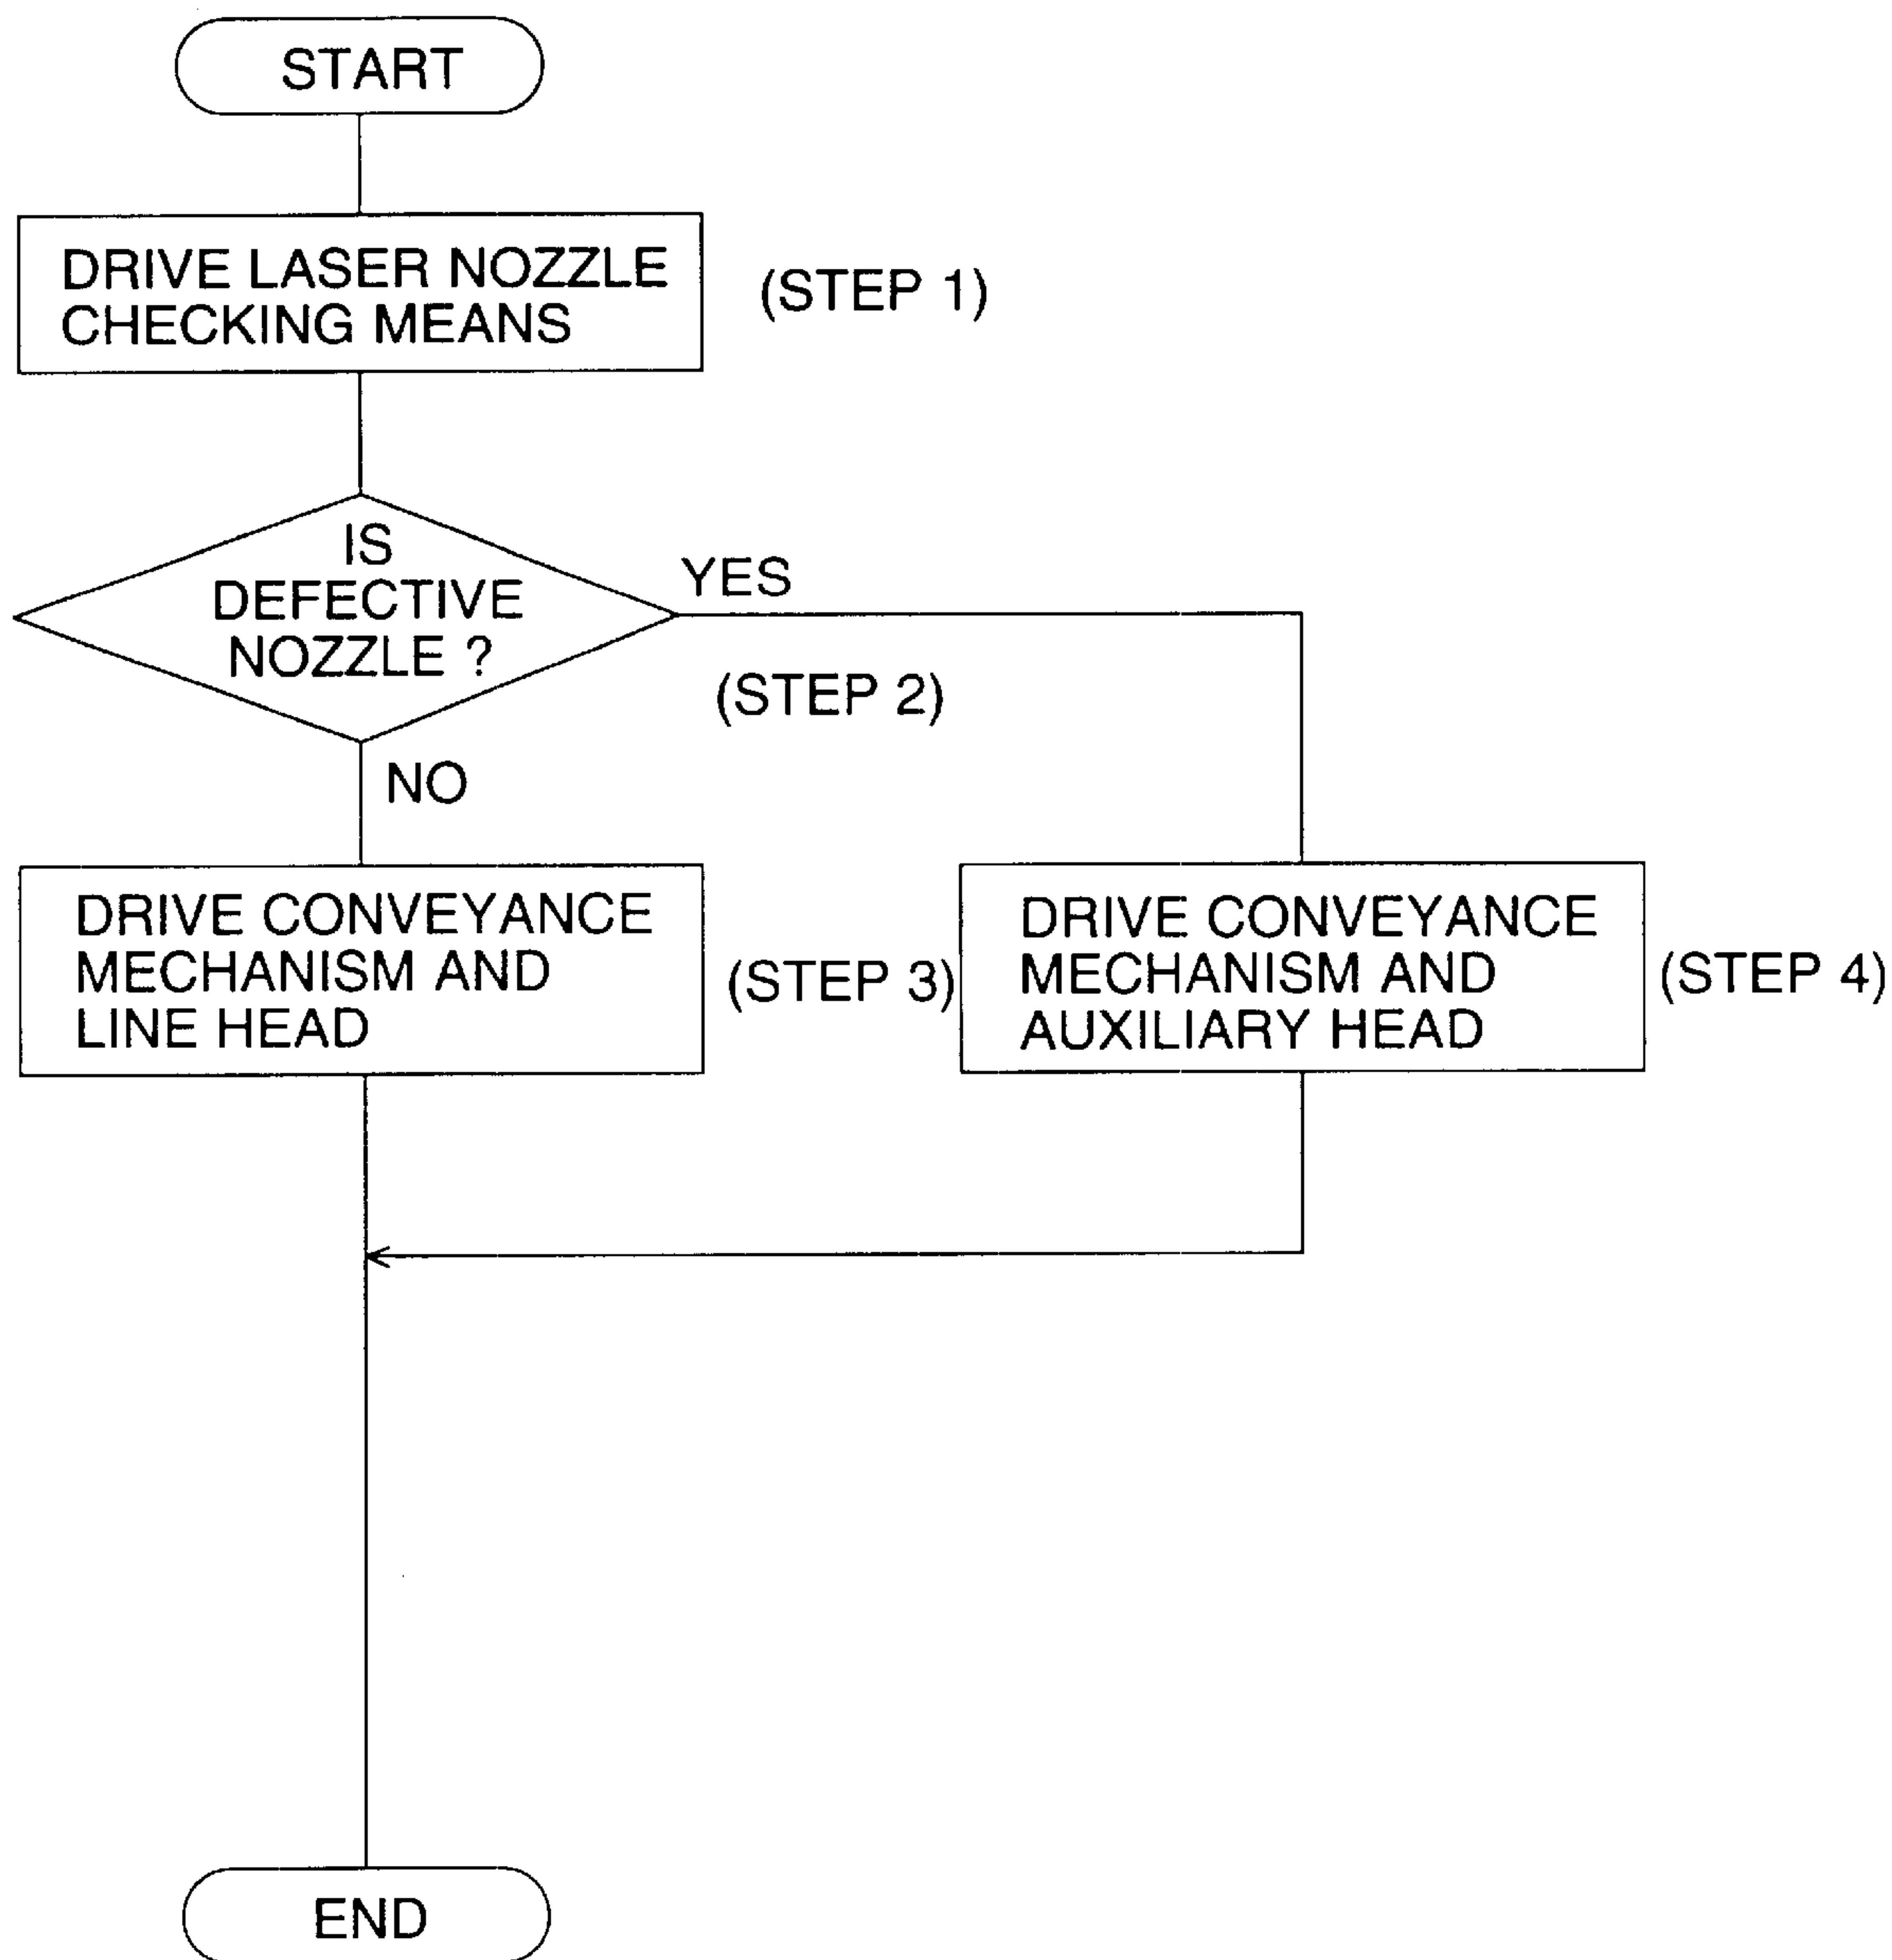 START
DRIVE LASER NOZZLE
CHECKING MEANS
(STEP 1)
IS
DEFECTIVE
NOZZLE ?
YES
(STEP 2)
NO
DRIVE CONVEYANCE
MECHANISM AND
LINE HEAD
(STEP 3)
DRIVE CONVEYANCE
MECHANISM AND
AUXILIARY HEAD
(STEP 4)
END